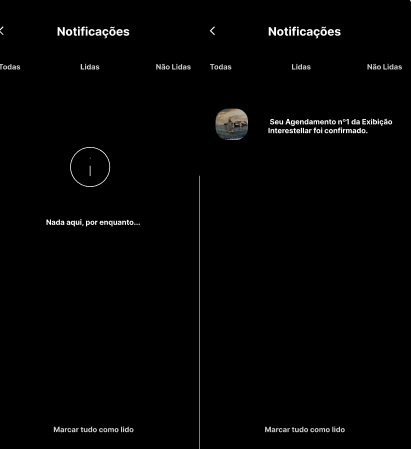 Notificações
Todas
Lidas
Não Lidas
Nada aqui, por enquanto...
Marcar tudo como lido
Notificações
Todas
Lidas
Não Lidas
Seu Agendamento nº1 da Exibição
Interestellar foi confirmado.
Marcar tudo como lido